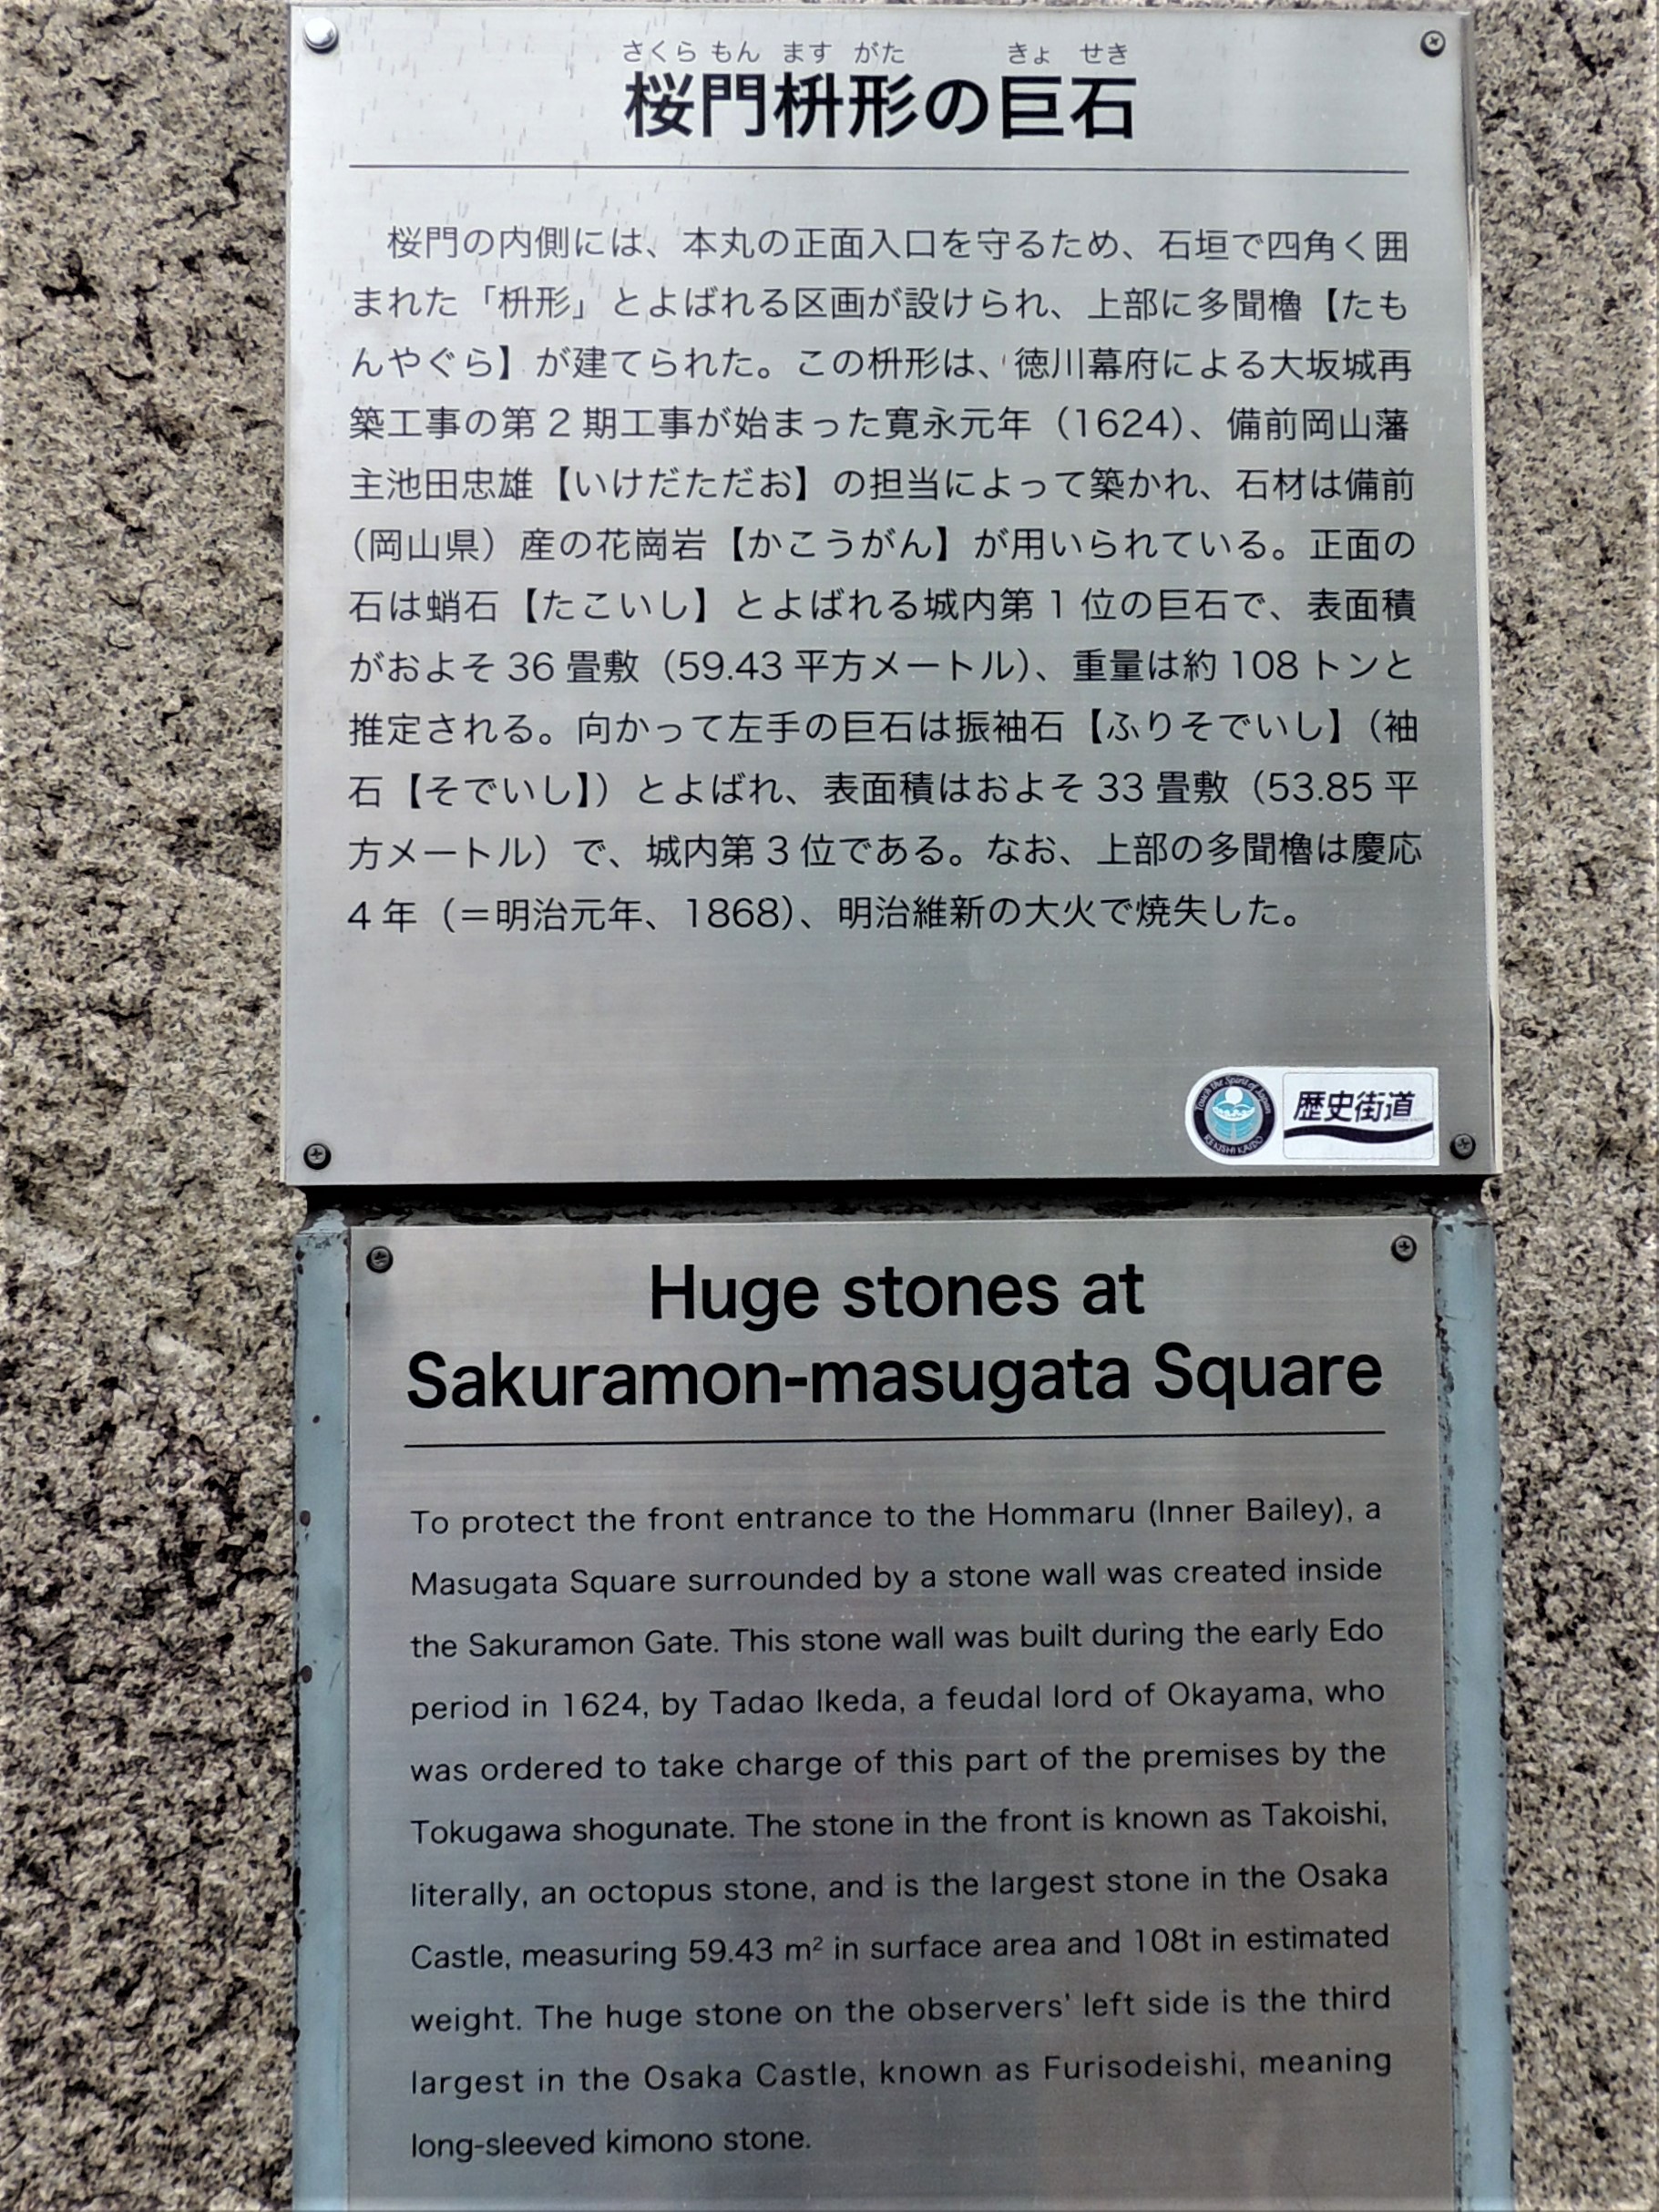 さくら もん ます がた きょ せき
桜門枡形の巨石
桜門の内側には、本丸の正面入口を守るため、石垣で四角く囲
まれた「枡形」とよばれる区画が設けられ、上部に多聞櫓【たも
んやぐら】が建てられた。この枡形は、徳川幕府による大坂城再
築工事の第2期工事が始まった寛永元年（1624）、備前岡山藩
主池田忠雄【いけだただお】の担当によって築かれ、石材は備前
（岡山県）産の花崗岩【かこうがん】が用いられている。正面の
石は蛸石【たこいし】とよばれる城内第1位の巨石で、表面積
がおよそ36畳敷（59.43平方メートル）、重量は約108トンと
推定される。向かって左手の巨石は振袖石【ふりそでいし】（袖
石【そでいし】）とよばれ、表面積はおよそ33畳敷（53.85平
方メートル）で、城内第3位である。なお、上部の多聞櫓は慶応
4年（＝明治元年、1868）、明治維新の大火で焼失した。
Touch the Spirit of Japan
REKISHI KAIDO
歴史街道
Huge stones at
Sakuramon-masugata Square
To protect the front entrance to the Hommaru (Inner Bailey), a
Masugata Square surrounded by a stone wall was created inside
the Sakuramon Gate. This stone wall was built during the early Edo
period in 1624, by Tadao Ikeda, a feudal lord of Okayama, who
was ordered to take charge of this part of the premises by the
Tokugawa shogunate. The stone in the front is known as Takoishi,
literally, an octopus stone, and is the largest stone in the Osaka
Castle, measuring 59.43 m² in surface area and 108t in estimated
weight. The huge stone on the observers' left side is the third
largest in the Osaka Castle, known as Furisodeishi, meaning
long-sleeved kimono stone.